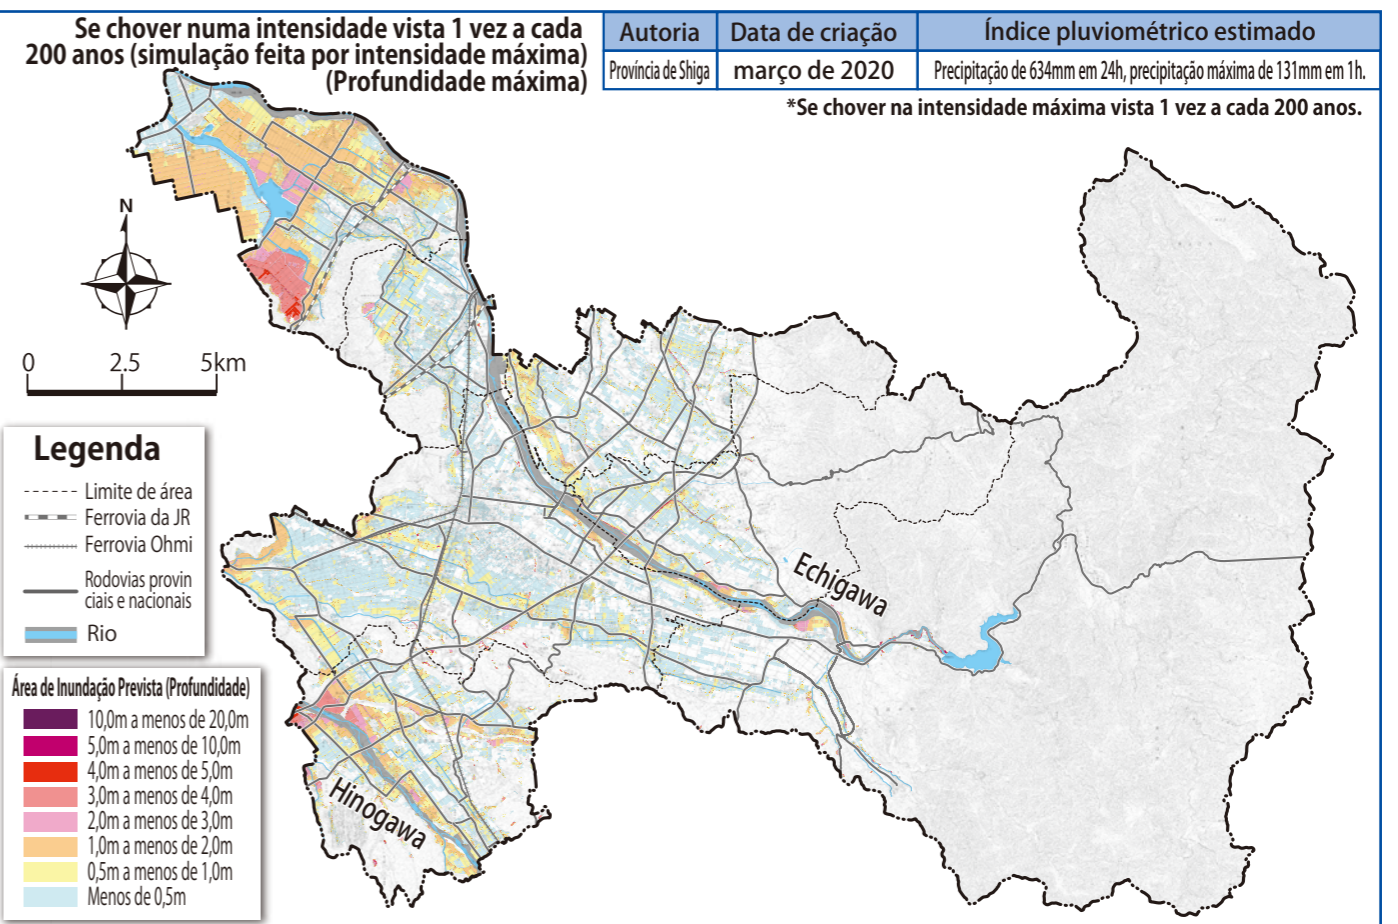 Se chover numa intensidade vista 1 vez a cada
200 anos (simulação feita por intensidade máxima)
(Profundidade máxima)
Autoria
Data de criação
Índice pluviométrico estimado
Província de Shiga
março de 2020
Precipitação de 634mm em 24h, precipitação máxima de 131mm em 1h.
*Se chover na intensidade máxima vista 1 vez a cada 200 anos.
N
0 2.5 5km
Legenda
Limite de área
Ferrovia da JR
Ferrovia Ohmi
Rodovias provin
ciais e nacionais
Rio
Área de Inundação Prevista (Profundidade)
10,0m a menos de 20,0m
5,0m a menos de 10,0m
4,0m a menos de 5,0m
3,0m a menos de 4,0m
2,0m a menos de 3,0m
1,0m a menos de 2,0m
0,5m a menos de 1,0m
Menos de 0,5m
Echigawa
Hinogawa